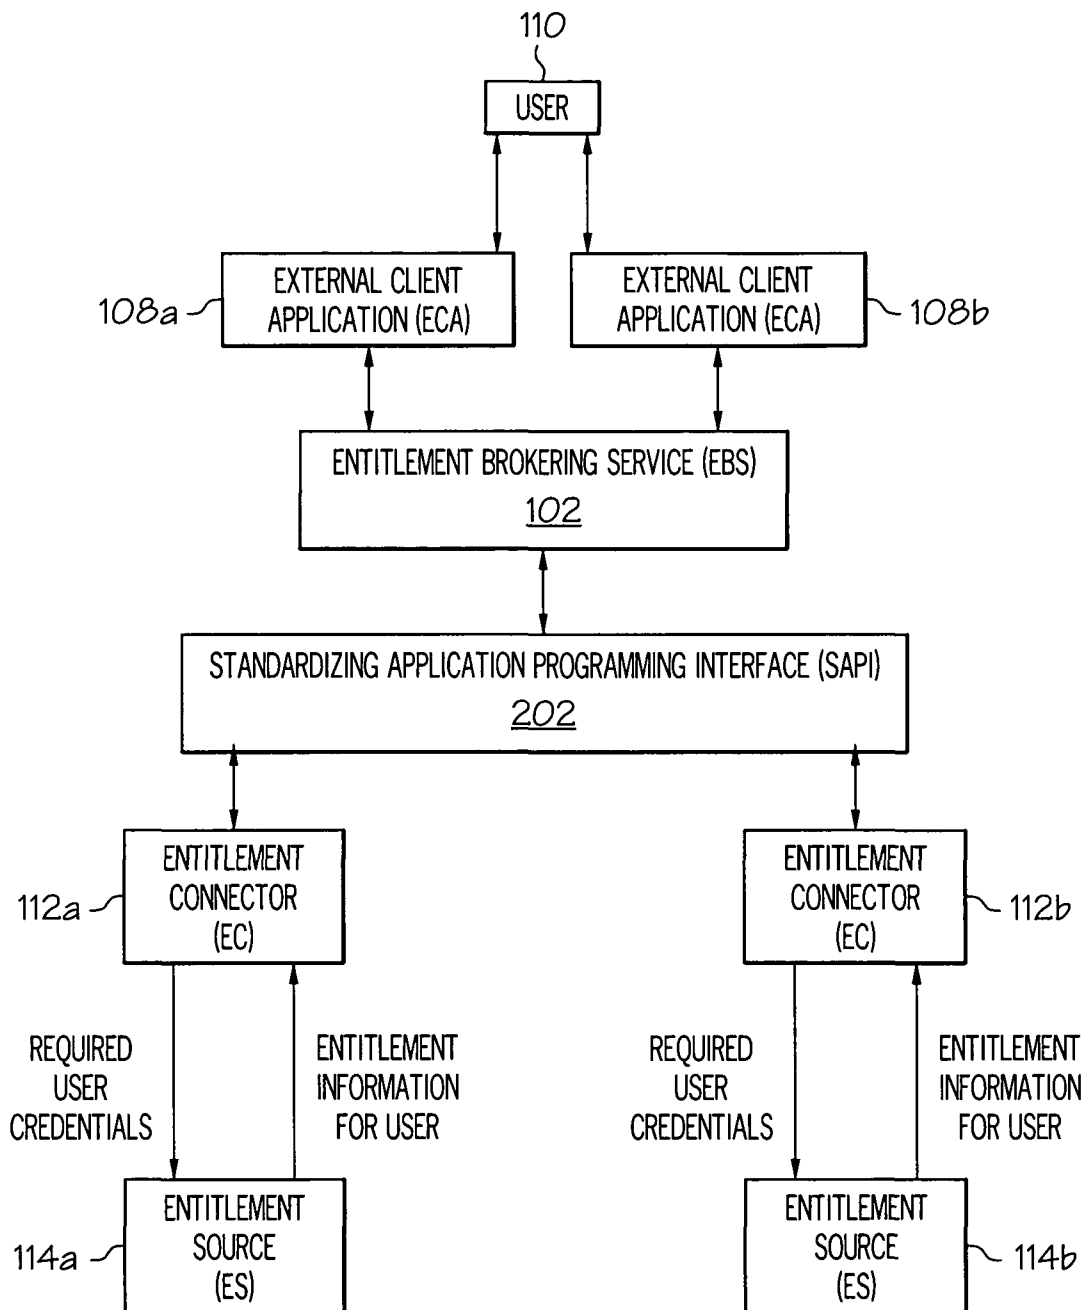 110
USER
EXTERNAL CLIENT
APPLICATION (ECA)
108a
EXTERNAL CLIENT
APPLICATION (ECA)
108b
ENTITLEMENT BROKERING SERVICE (EBS)
102
STANDARDIZING APPLICATION PROGRAMMING INTERFACE (SAPI)
202
ENTITLEMENT
CONNECTOR
(EC)
112a
ENTITLEMENT
CONNECTOR
(EC)
112b
REQUIRED
USER
CREDENTIALS
ENTITLEMENT
INFORMATION
FOR USER
REQUIRED
USER
CREDENTIALS
ENTITLEMENT
INFORMATION
FOR USER
ENTITLEMENT
SOURCE
(ES)
114a
ENTITLEMENT
SOURCE
(ES)
114b